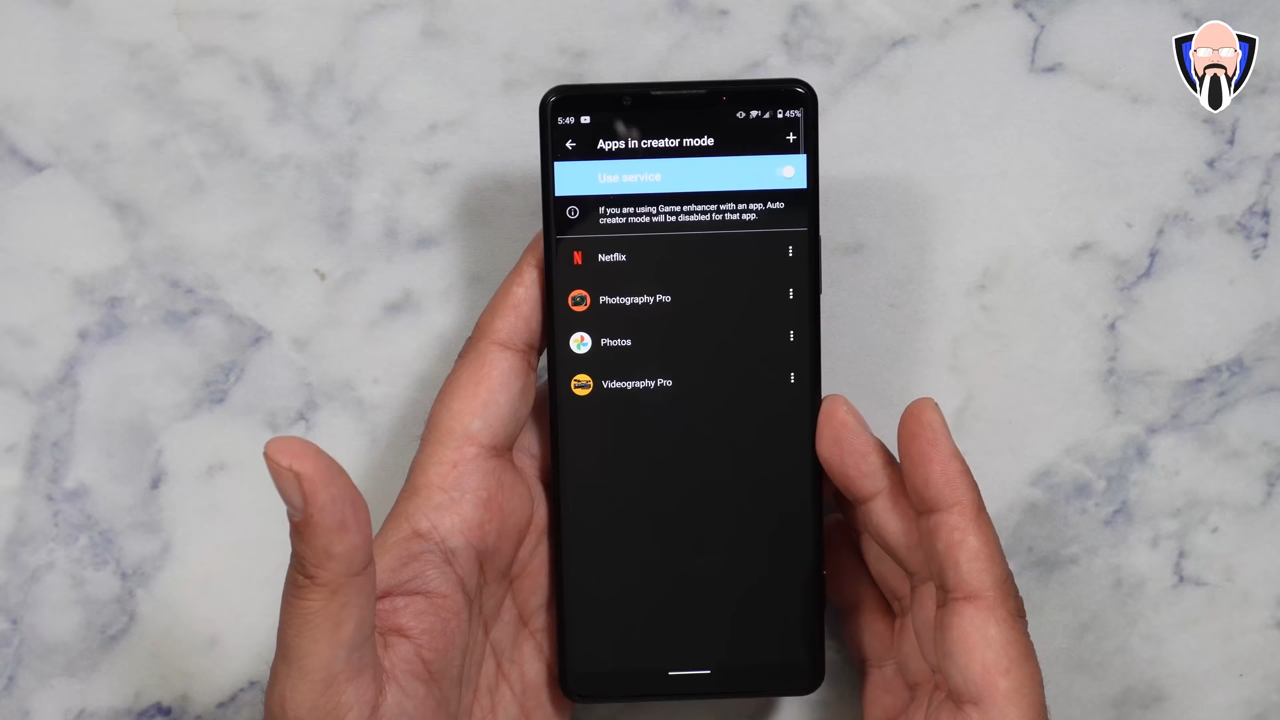 5:49
45%
Apps in creator mode
Use service
If you are using Game enhancer with an app, Auto
creator mode will be disabled for that app.
N
Netflix
Photography Pro
Photos
Videography Pro